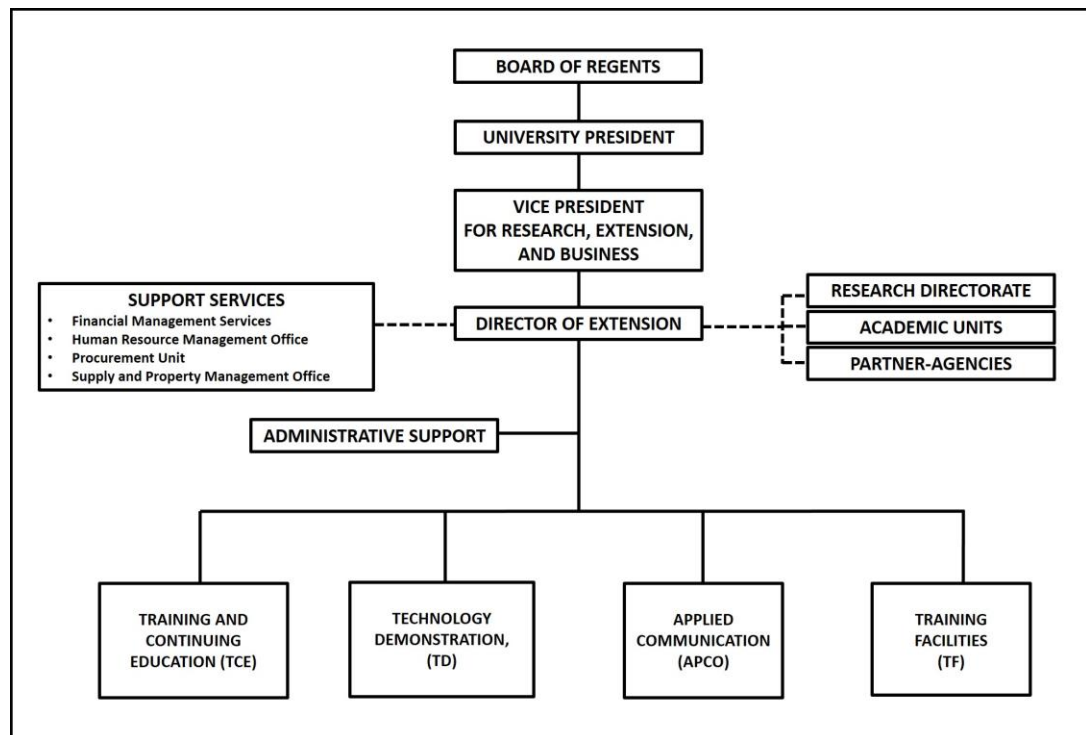 BOARD OF REGENTS
UNIVERSITY PRESIDENT
VICE PRESIDENT
FOR RESEARCH, EXTENSION,
AND BUSINESS
SUPPORT SERVICES
• Financial Management Services
• Human Resource Management Office
• Procurement Unit
• Supply and Property Management Office
DIRECTOR OF EXTENSION
RESEARCH DIRECTORATE
ACADEMIC UNITS
PARTNER-AGENCIES
ADMINISTRATIVE SUPPORT
TRAINING AND
CONTINUING
EDUCATION (TCE)
TECHNOLOGY
DEMONSTRATION,
(TD)
APPLIED
COMMUNICATION
(APCO)
TRAINING
FACILITIES
(TF)